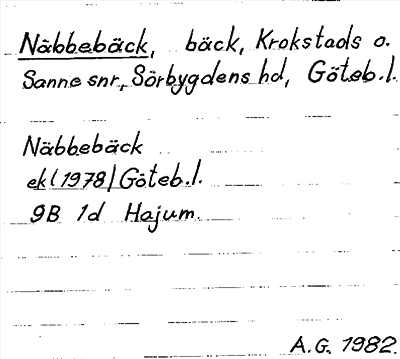 Näbbebäck, bäck, Krokstads o.
Sanne snr, Sörbygdens hd, Göteb.l.
Näbbebäck
ek (1978) Göteb.l.
9B 1d Hajum.
A.G. 1982.